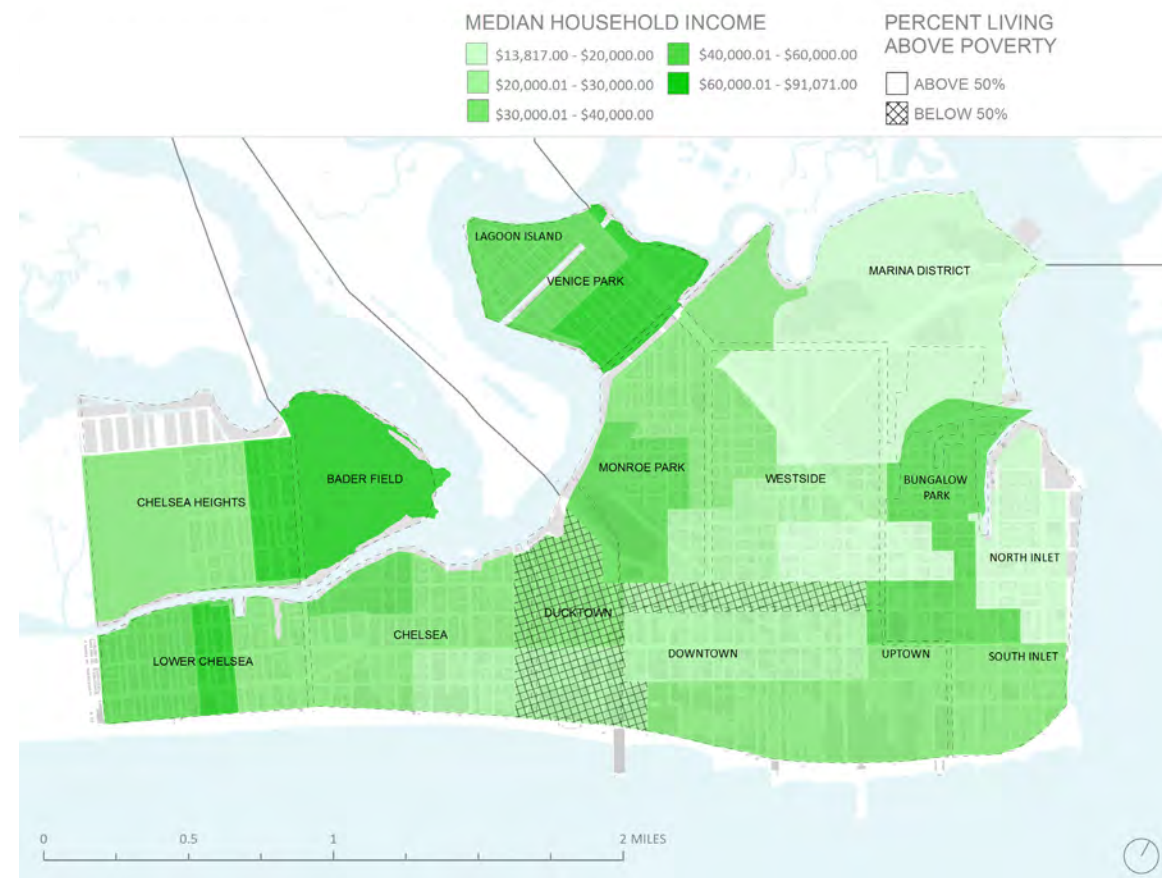 MEDIAN HOUSEHOLD INCOME
$13,817.00 - $20,000.00
$20,000.01 - $30,000.00
$30,000.01 - $40,000.00
$40,000.01 - $60,000.00
$60,000.01 - $91,071.00
PERCENT LIVING
ABOVE POVERTY
ABOVE 50%
BELOW 50%
LAGOON ISLAND
VENICE PARK
MARINA DISTRICT
MONROE PARK
WESTSIDE
BADER FIELD
BUNGALOW
PARK
CHELSEA HEIGHTS
NORTH INLET
DUCKTOWN
CHELSEA
LOWER CHELSEA
DOWNTOWN
UPTOWN
SOUTH INLET
0
0.5
1
2 MILES